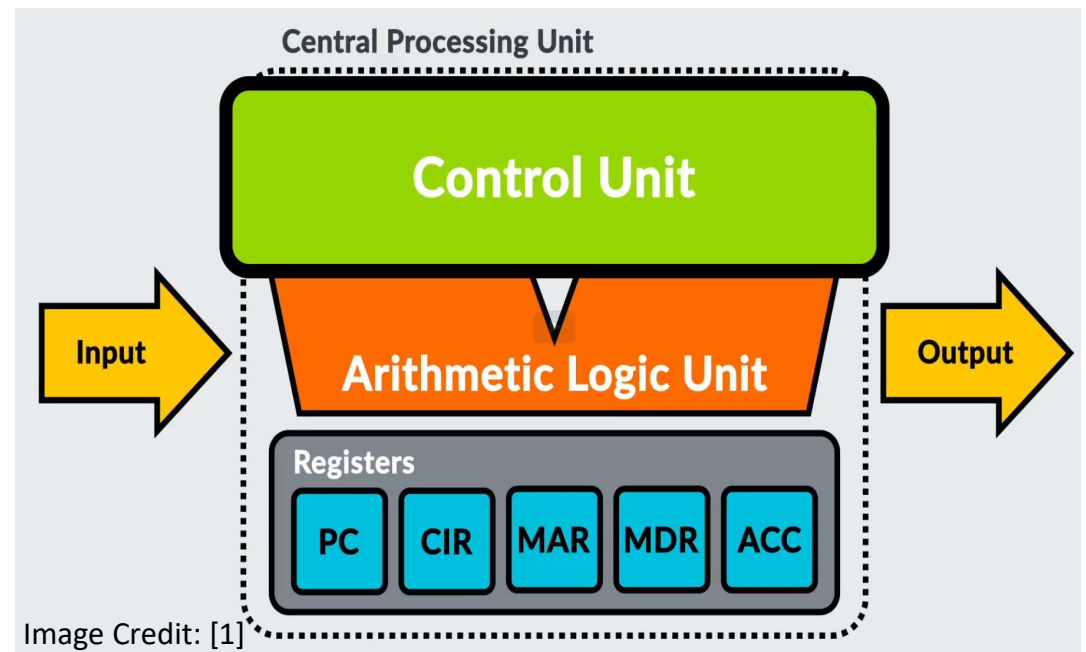 Central Processing Unit
Control Unit
Input
Arithmetic Logic Unit
Output
Registers
PC
CIR
MAR
MDR
ACC
Image Credit: [1]